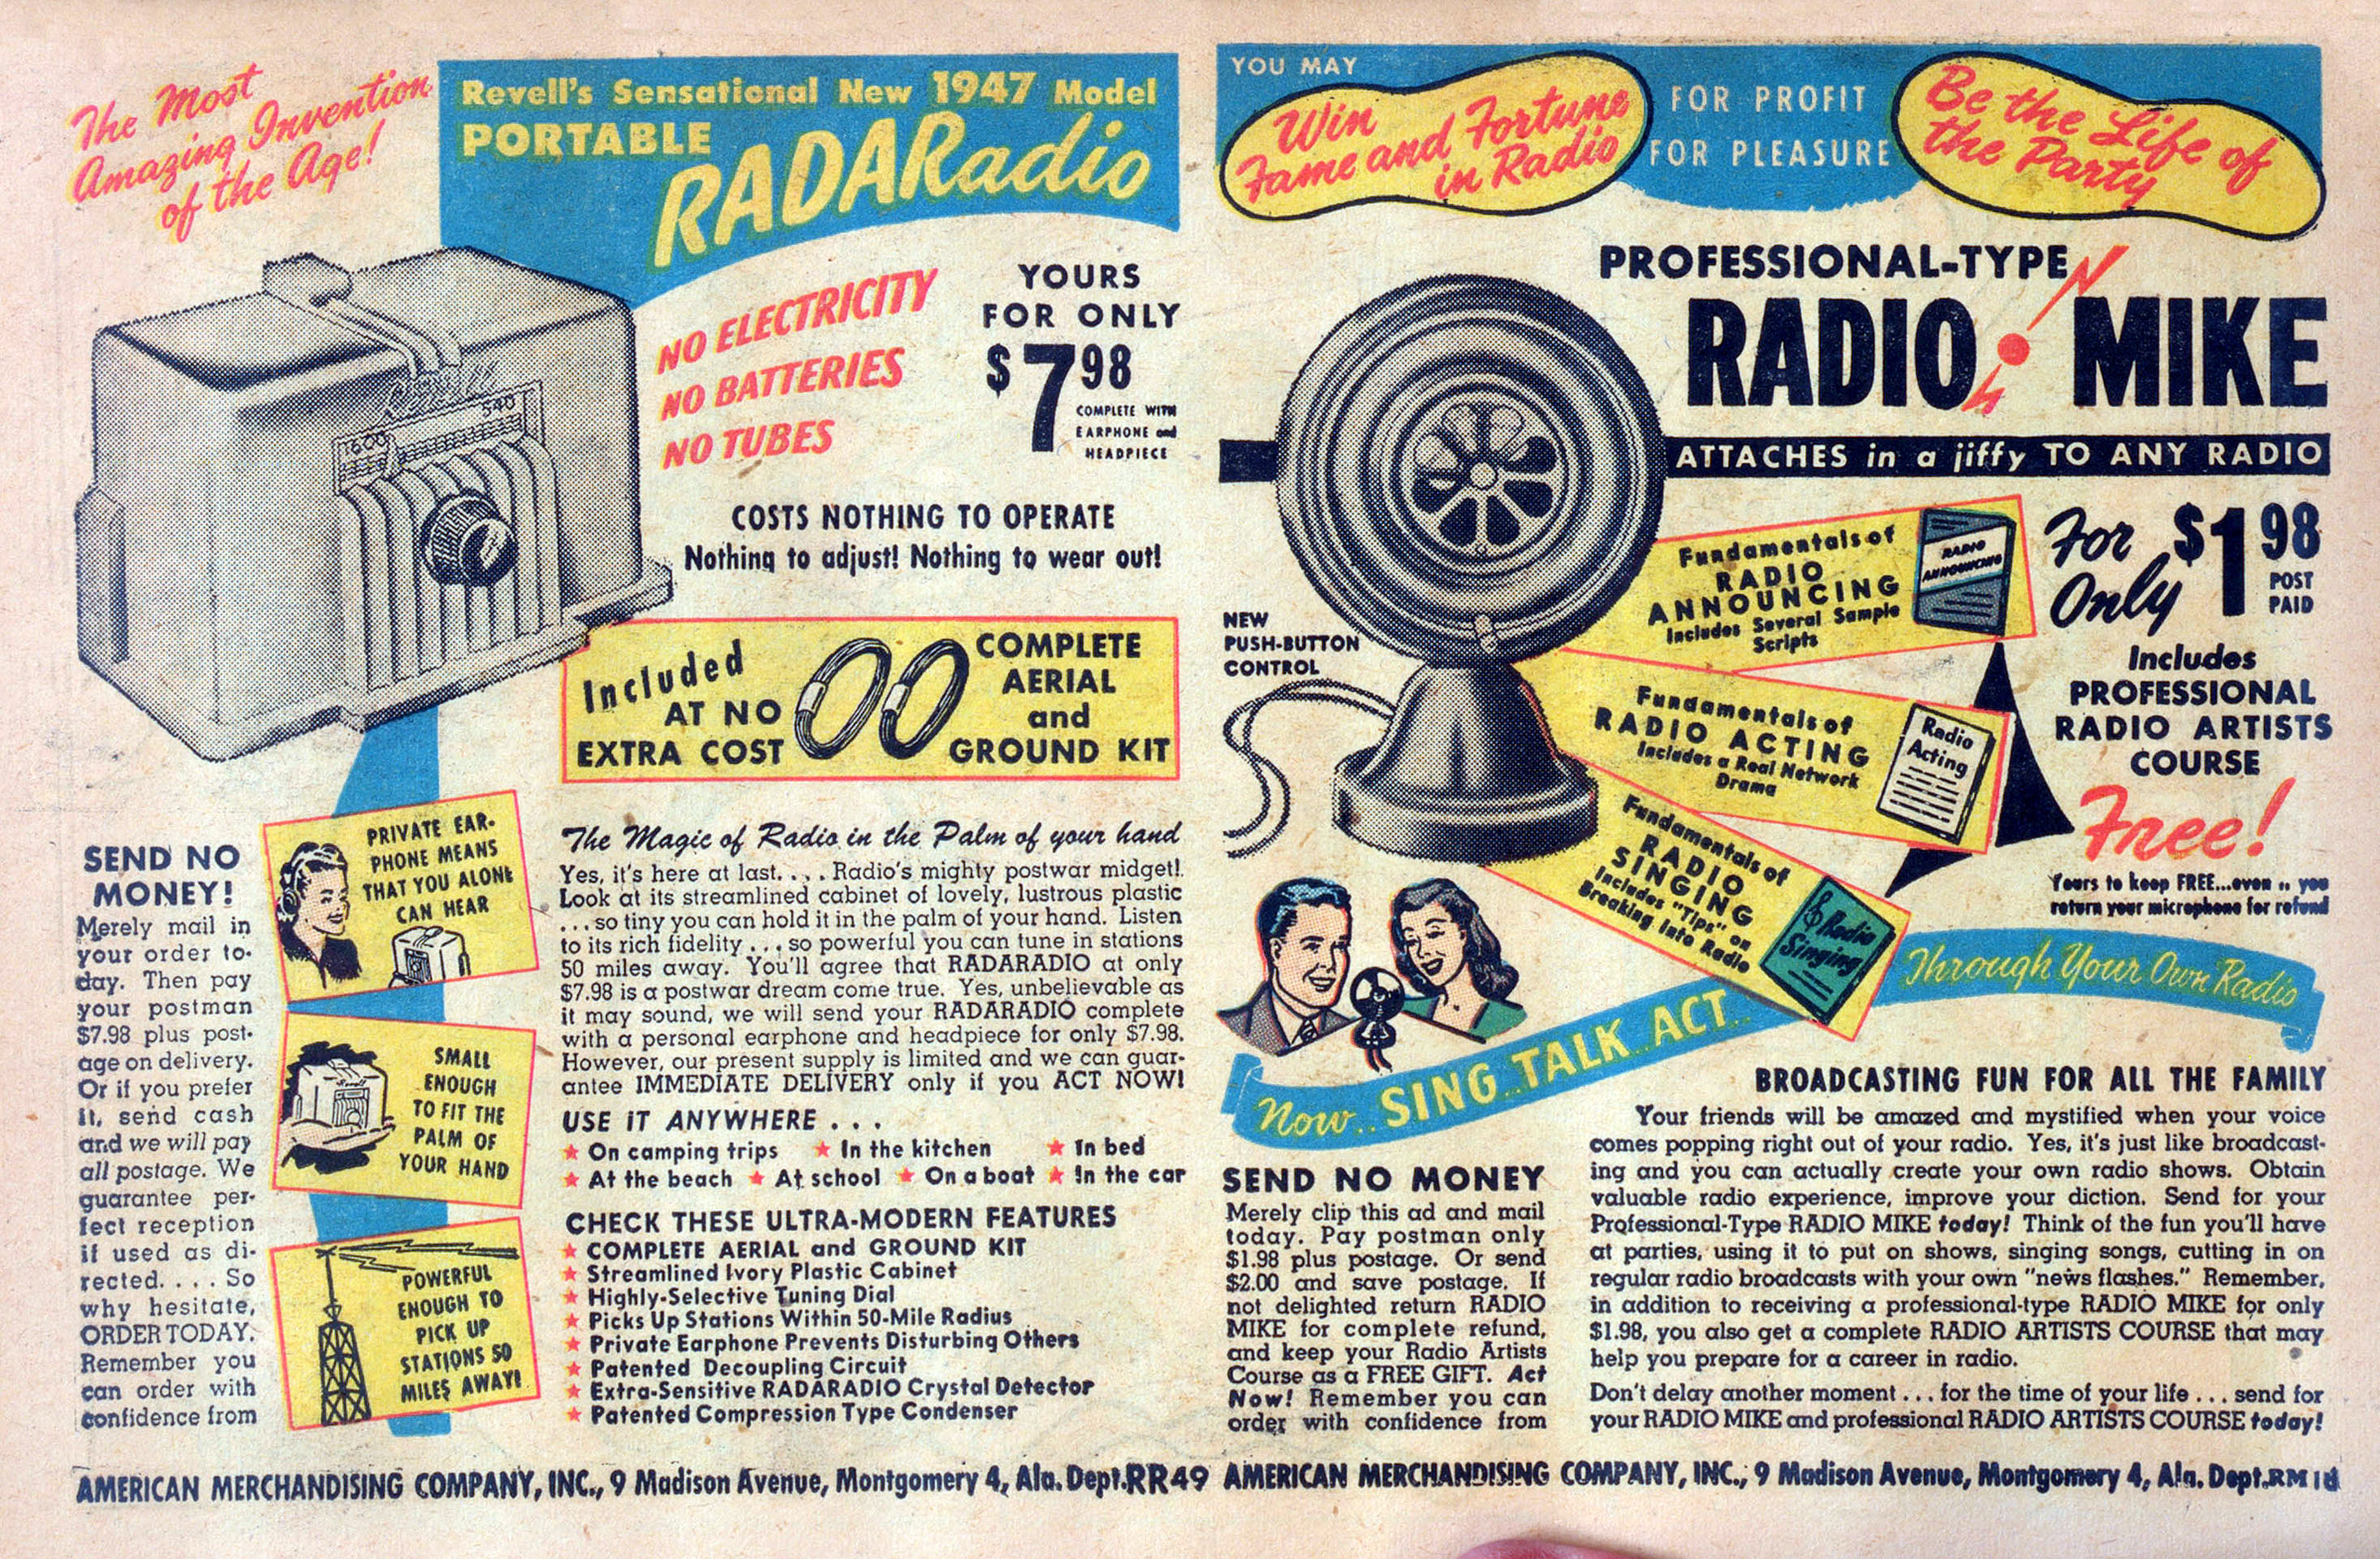 The Most
Amazing Invention
of the Age!
Revell's Sensational New 1947 Model
PORTABLE
RADARadio
NO ELECTRICITY
NO BATTERIES
NO TUBES
YOURS
FOR ONLY
$7 98
COMPLETE WITH
EARPHONE and
HEADPIECE
Revell
1600
540
COSTS NOTHING TO OPERATE
Nothing to adjust! Nothing to wear out!
Included
AT NO
EXTRA COST
COMPLETE
AERIAL
and
GROUND KIT
SEND NO
MONEY!
Merely mail in
your order to-
day. Then pay
your postman
$7.98 plus post-
age on delivery.
Or if you prefer
it, send cash
and we will pay
all postage. We
guarantee per-
fect reception
if used as di-
rected. . . . So
why hesitate,
ORDER TODAY.
Remember you
can order with
confidence from
PRIVATE EAR-
PHONE MEANS
THAT YOU ALONE
CAN HEAR
SMALL
ENOUGH
TO FIT THE
PALM OF
YOUR HAND
POWERFUL
ENOUGH TO
PICK UP
STATIONS 50
MILES AWAY!
The Magic of Radio in the Palm of your hand
Yes, it's here at last. . . . Radio's mighty postwar midget!
Look at its streamlined cabinet of lovely, lustrous plastic
. . . so tiny you can hold it in the palm of your hand. Listen
to its rich fidelity . . . so powerful you can tune in stations
50 miles away. You'll agree that RADARADIO at only
$7.98 is a postwar dream come true. Yes, unbelievable as
it may sound, we will send your RADARADIO complete
with a personal earphone and headpiece for only $7.98.
However, our present supply is limited and we can guar-
antee IMMEDIATE DELIVERY only if you ACT NOW!
USE iT ANYWHERE . . .
★ On camping trips ★ In the kitchen ★ In bed
★ At the beach ★ At school ★ On a boat ★ In the car
CHECK THESE ULTRA-MODERN FEATURES
★ COMPLETE AERIAL and GROUND KIT
★ Streamlined Ivory Plastic Cabinet
★ Highly-Selective Tuning Dial
★ Picks Up Stations Within 50-Mile Radius
★ Private Earphone Prevents Disturbing Others
★ Patented Decoupling Circuit
★ Extra-Sensitive RADARADIO Crystal Detector
★ Patented Compression Type Condenser
AMERICAN MERCHANDISING COMPANY, INC., 9 Madison Avenue, Montgomery 4, Ala. Dept. RR49
YOU MAY
Win
Fame and Fortune
in Radio
FOR PROFIT
FOR PLEASURE
Be the Life of
the Party
PROFESSIONAL-TYPE
RADIO MIKE
ATTACHES in a jiffy TO ANY RADIO
NEW
PUSH-BUTTON
CONTROL
Fundamentals of
RADIO
ANNOUNCING
Includes Several Sample
Scripts
RADIO
ANNOUNCING
Fundamentals of
RADIO ACTING
Includes a Real Network
Drama
Radio
Acting
Fundamentals of
RADIO
SINGING
Includes "Tips" on
Breaking Into Radio
Radio
Singing
For
Only
$1 98
POST
PAID
Includes
PROFESSIONAL
RADIO ARTISTS
COURSE
Free!
Yours to keep FREE...even .. you
return your microphone for refund
Now.. SING.. TALK.. ACT..
Through Your Own Radio
SEND NO MONEY
Merely clip this ad and mail
today. Pay postman only
$1.98 plus postage. Or send
$2.00 and save postage. If
not delighted return RADIO
MIKE for complete refund,
and keep your Radio Artists
Course as a FREE GIFT. Act
Now! Remember you can
order with confidence from
BROADCASTING FUN FOR ALL THE FAMILY
Your friends will be amazed and mystified when your voice
comes popping right out of your radio. Yes, it's just like broadcast-
ing and you can actually create your own radio shows. Obtain
valuable radio experience, improve your diction. Send for your
Professional-Type RADIO MIKE today! Think of the fun you'll have
at parties, using it to put on shows, singing songs, cutting in on
regular radio broadcasts with your own "news flashes." Remember,
in addition to receiving a professional-type RADIO MIKE for only
$1.98, you also get a complete RADIO ARTISTS COURSE that may
help you prepare for a career in radio.
Don't delay another moment . . . for the time of your life . . . send for
your RADIO MIKE and professional RADIO ARTISTS COURSE today!
AMERICAN MERCHANDISING COMPANY, INC., 9 Madison Avenue, Montgomery 4, Ala. Dept. RM1d